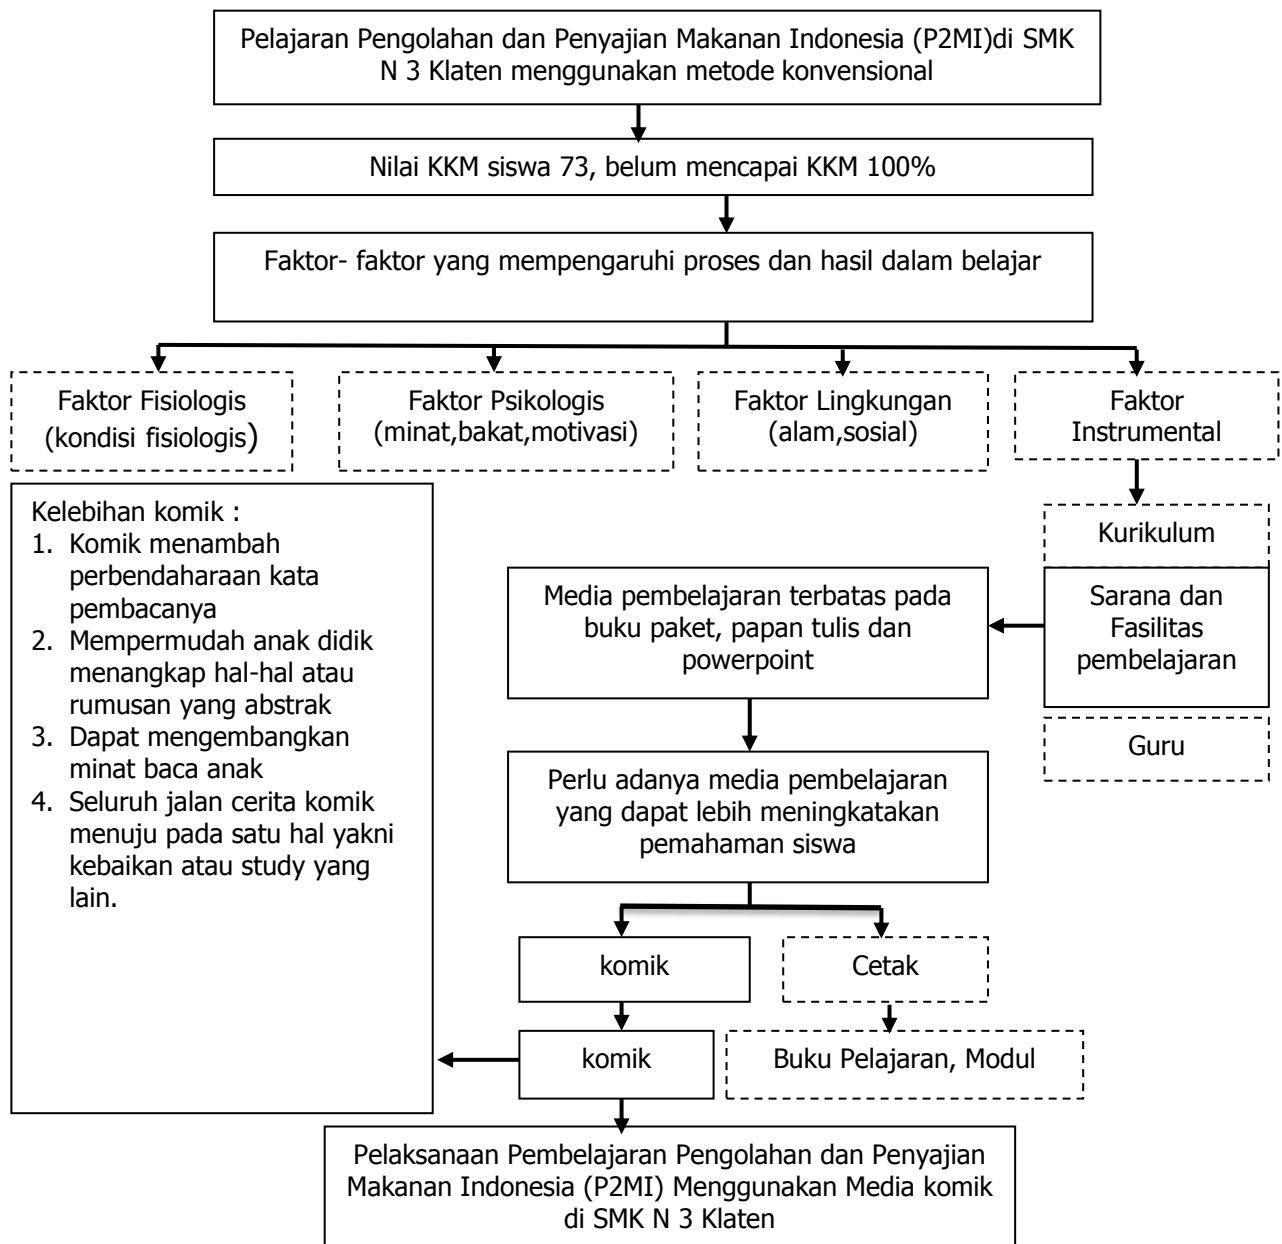 Pelajaran Pengolahan dan Penyajian Makanan Indonesia (P2MI)di SMK
N 3 Klaten menggunakan metode konvensional
Nilai KKM siswa 73, belum mencapai KKM 100%
Faktor- faktor yang mempengaruhi proses dan hasil dalam belajar
Faktor Fisiologis
(kondisi fisiologis)
Faktor Psikologis
(minat,bakat,motivasi)
Faktor Lingkungan
(alam,sosial)
Faktor
Instrumental
Kelebihan komik :
1. Komik menambah
perbendaharaan kata
pembacanya
2. Mempermudah anak didik
menangkap hal-hal atau
rumusan yang abstrak
3. Dapat mengembangkan
minat baca anak
4. Seluruh jalan cerita komik
menuju pada satu hal yakni
kebaikan atau study yang
lain.
Kurikulum
Sarana dan
Fasilitas
pembelajaran
Guru
Media pembelajaran terbatas pada
buku paket, papan tulis dan
powerpoint
Perlu adanya media pembelajaran
yang dapat lebih meningkatakan
pemahaman siswa
komik
Cetak
komik
Buku Pelajaran, Modul
Pelaksanaan Pembelajaran Pengolahan dan Penyajian
Makanan Indonesia (P2MI) Menggunakan Media komik
di SMK N 3 Klaten